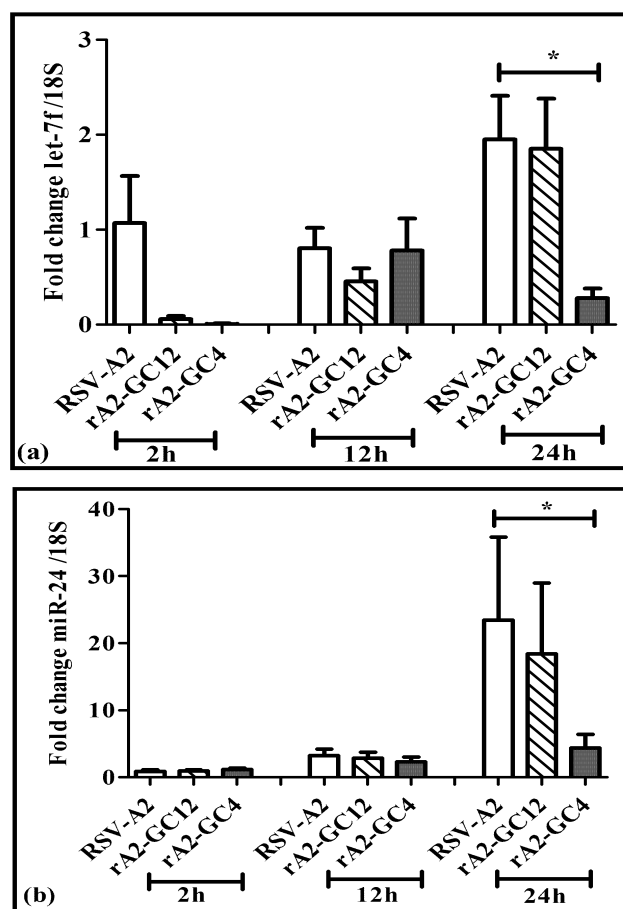 Fold change let-7f/18S
3
2
1
0
*
RSV-A2
rA2-GC12
rA2-GC4
RSV-A2
rA2-GC12
rA2-GC4
RSV-A2
rA2-GC12
rA2-GC4
2h
12h
24h
(a)
Fold change miR-24/18S
40
30
20
10
0
*
RSV-A2
rA2-GC12
rA2-GC4
RSV-A2
rA2-GC12
rA2-GC4
RSV-A2
rA2-GC12
rA2-GC4
2h
12h
24h
(b)